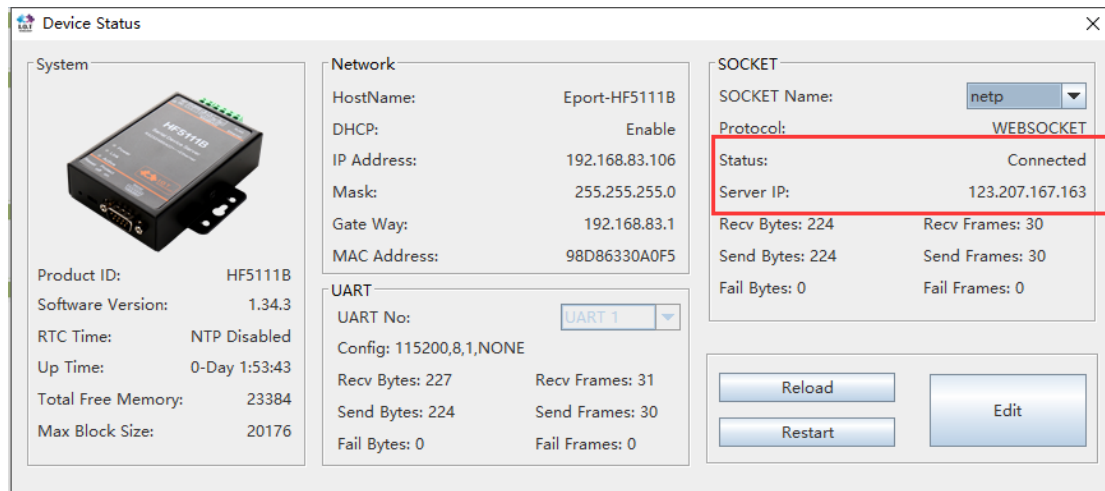 Device Status
System
HF5111B
Product ID: HF5111B
Software Version: 1.34.3
RTC Time: NTP Disabled
Up Time: 0-Day 1:53:43
Total Free Memory: 23384
Max Block Size: 20176
Network
HostName: Eport-HF5111B
DHCP: Enable
IP Address: 192.168.83.106
Mask: 255.255.255.0
Gate Way: 192.168.83.1
MAC Address: 98D86330A0F5
UART
UART No: UART 1
Config: 115200,8,1,NONE
Recv Bytes: 227 Recv Frames: 31
Send Bytes: 224 Send Frames: 30
Fail Bytes: 0 Fail Frames: 0
SOCKET
SOCKET Name: netp
Protocol: WEBSOCKET
Status: Connected
Server IP: 123.207.167.163
Recv Bytes: 224 Recv Frames: 30
Send Bytes: 224 Send Frames: 30
Fail Bytes: 0 Fail Frames: 0
Reload
Restart
Edit